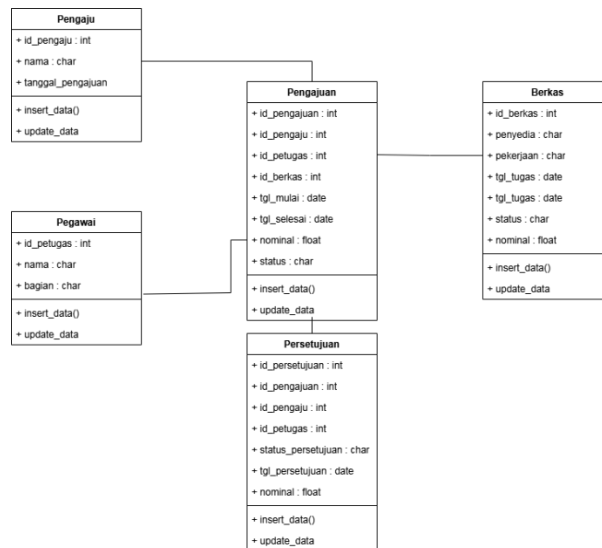 Pengaju
+ id_pengaju : int
+ nama : char
+ tanggal_pengajuan
+ insert_data()
+ update_data
Pengajuan
+ id_pengajuan : int
+ id_pengaju : int
+ id_petugas : int
+ id_berkas : int
+ tgl_mulai : date
+ tgl_selesai : date
+ nominal : float
+ status : char
+ insert_data()
+ update_data
Berkas
+ id_berkas : int
+ penyedia : char
+ pekerjaan : char
+ tgl_tugas : date
+ tgl_tugas : date
+ status : char
+ nominal : float
+ insert_data()
+ update_data
Pegawai
+ id_petugas : int
+ nama : char
+ bagian : char
+ insert_data()
+ update_data
Persetujuan
+ id_persetujuan : int
+ id_pengajuan : int
+ id_pengaju : int
+ id_petugas : int
+ status_persetujuan : char
+ tgl_persetujuan : date
+ nominal : float
+ insert_data()
+ update_data